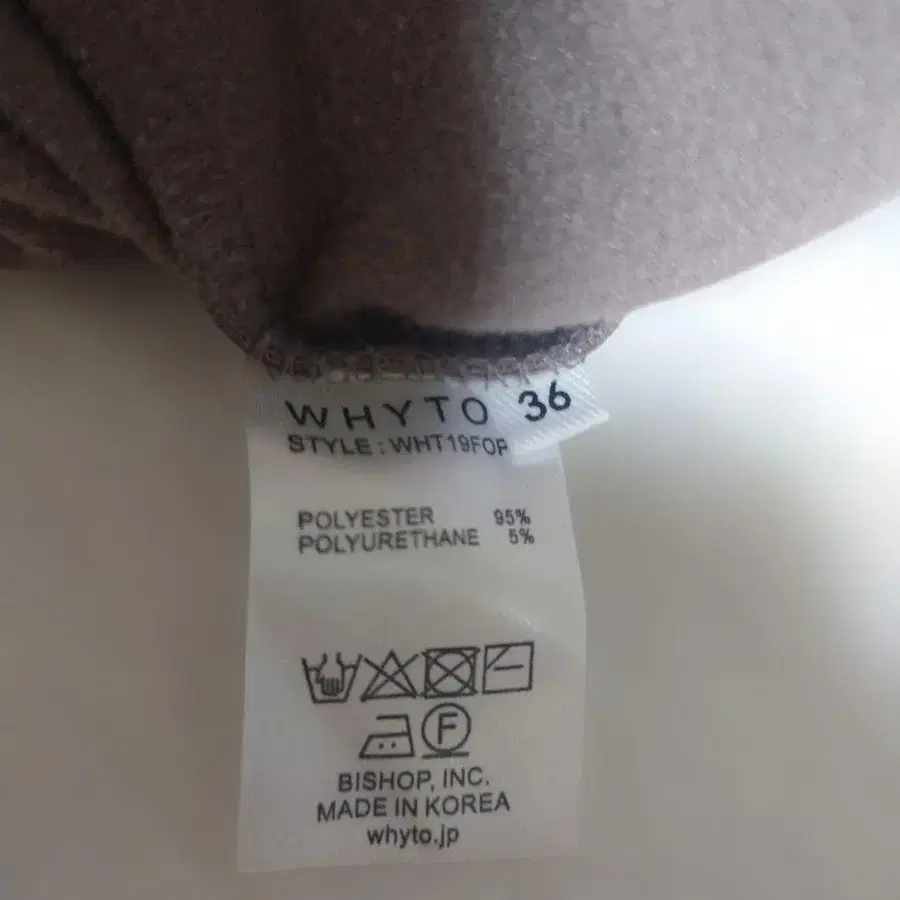 WHYTO 36
STYLE : WHT19FOP
POLYESTER 95%
POLYURETHANE 5%
F
BISHOP, INC.
MADE IN KOREA
whyto.jp